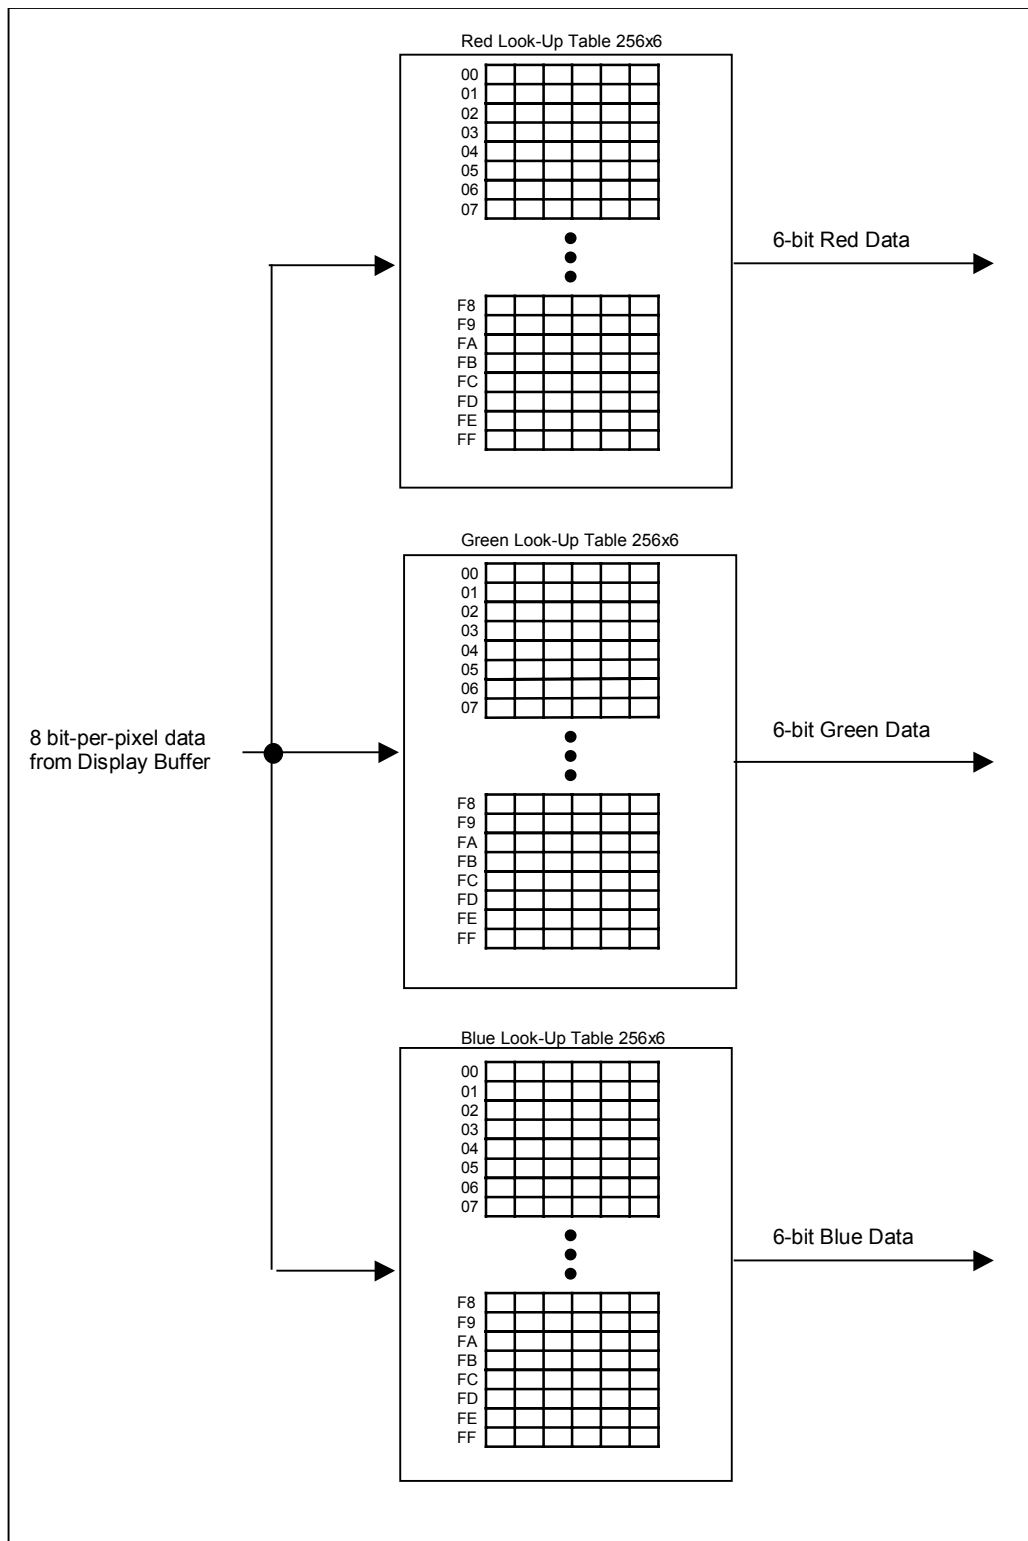 Red Look-Up Table 256x6
00
01
02
03
04
05
06
07
6-bit Red Data
F8
F9
FA
FB
FC
FD
FE
FF
Green Look-Up Table 256x6
00
01
02
03
04
05
06
07
8 bit-per-pixel data
from Display Buffer
6-bit Green Data
F8
F9
FA
FB
FC
FD
FE
FF
Blue Look-Up Table 256x6
00
01
02
03
04
05
06
07
6-bit Blue Data
F8
F9
FA
FB
FC
FD
FE
FF